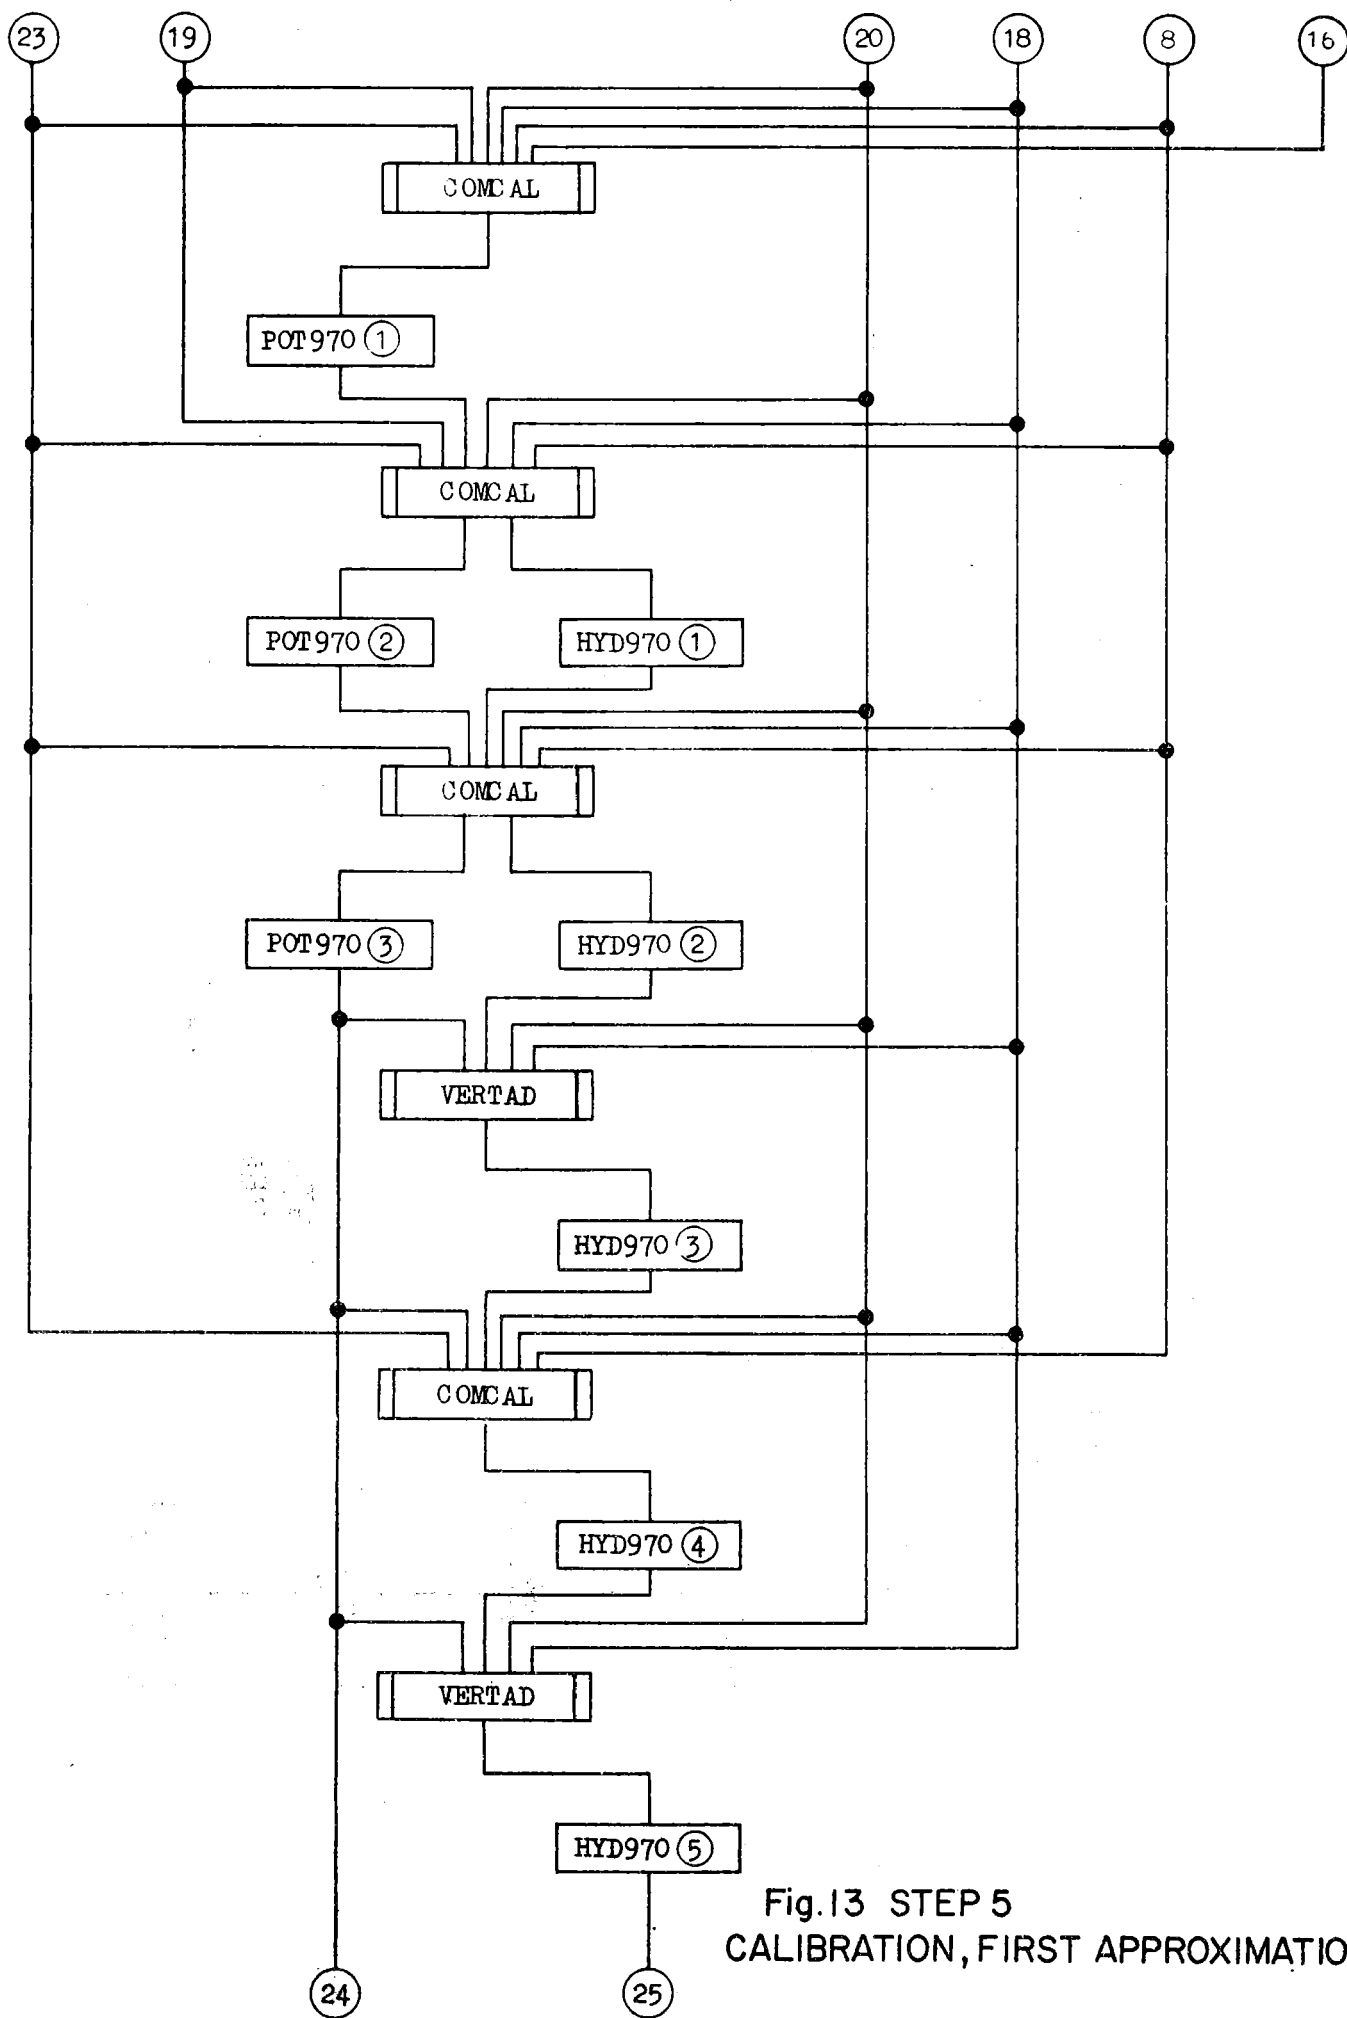 23 19 20 18 8 16
COMCAL
POT970 1
COMCAL
POT970 2 HYD970 1
COMCAL
POT970 3 HYD970 2
VERTAD
HYD970 3
COMCAL
HYD970 4
VERTAD
HYD970 5
Fig.13 STEP 5
CALIBRATION, FIRST APPROXIMATIO
24 25